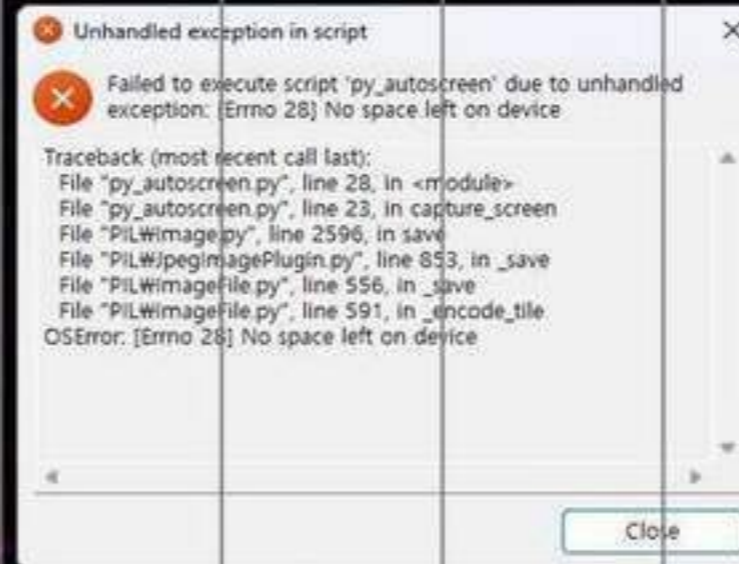 Unhandled exception in script
Failed to execute script 'py_autoscreen' due to unhandled
exception: [Errno 28] No space left on device
Traceback (most recent call last):
File "py_autoscreen.py", line 28, in <module>
File "py_autoscreen.py", line 23, in capture_screen
File "PIL₩Image.py", line 2596, in save
File "PIL₩JpegImagePlugin.py", line 853, in _save
File "PIL₩ImageFile.py", line 556, in _save
File "PIL₩ImageFile.py", line 591, in _encode_tile
OSError: [Errno 28] No space left on device
Close